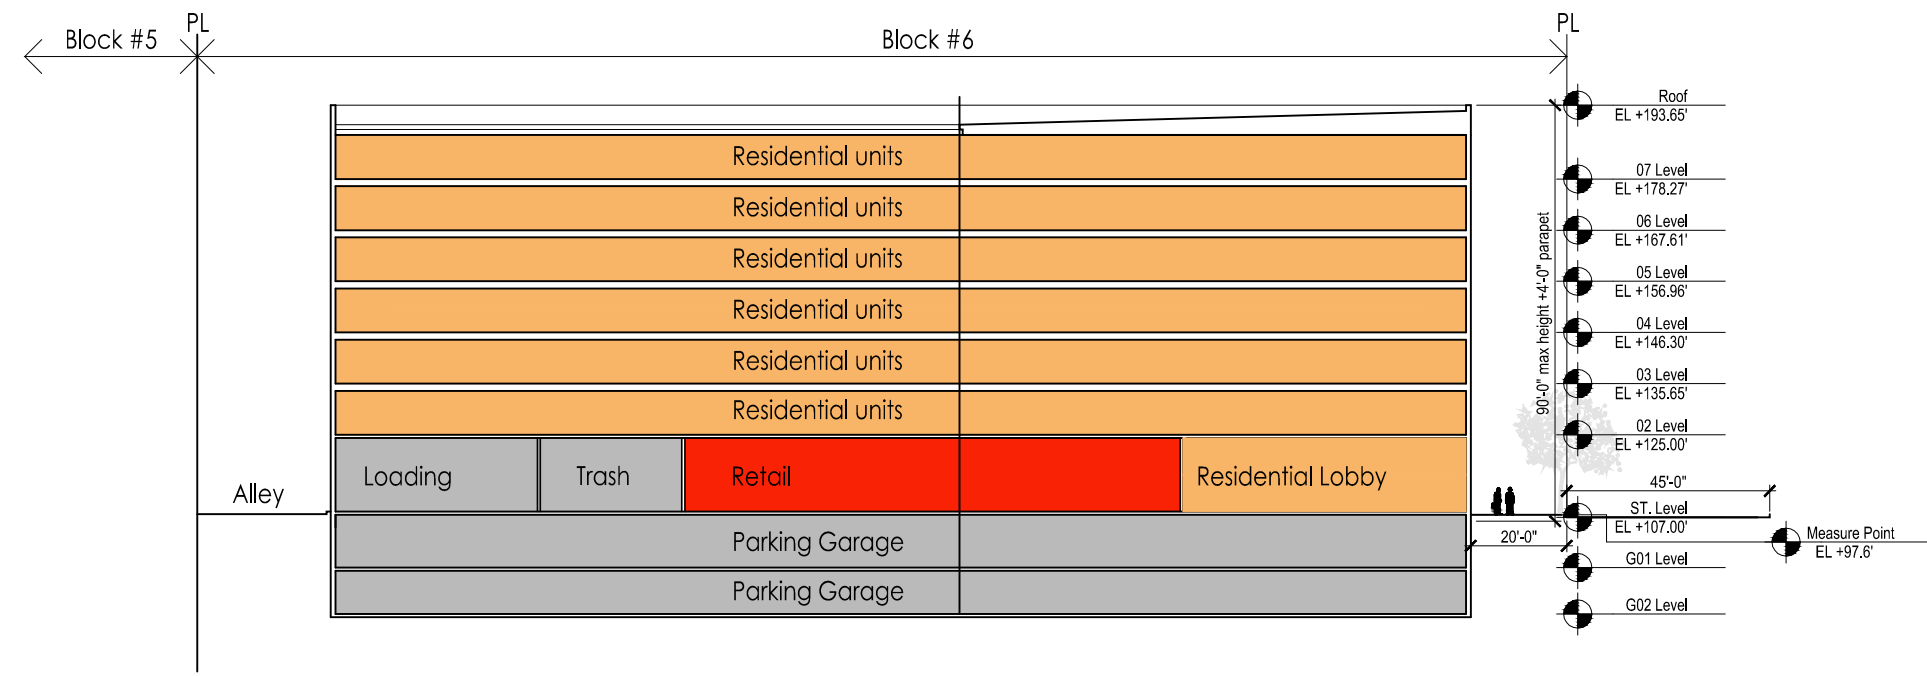 PL
PL
Block #5
Block #6
Roof
EL +193.65'
Residential units
07 Level
EL +178.27'
Residential units
06 Level
EL +167.61'
Residential units
05 Level
EL +156.96'
Residential units
04 Level
EL +146.30'
Residential units
03 Level
EL +135.65'
Residential units
02 Level
EL +125.00'
90'-0" max height +4'-0" parapet
Loading
Trash
Retail
Residential Lobby
45'-0"
Alley
ST. Level
EL +107.00'
20'-0"
Measure Point
EL +97.6'
Parking Garage
G01 Level
Parking Garage
G02 Level